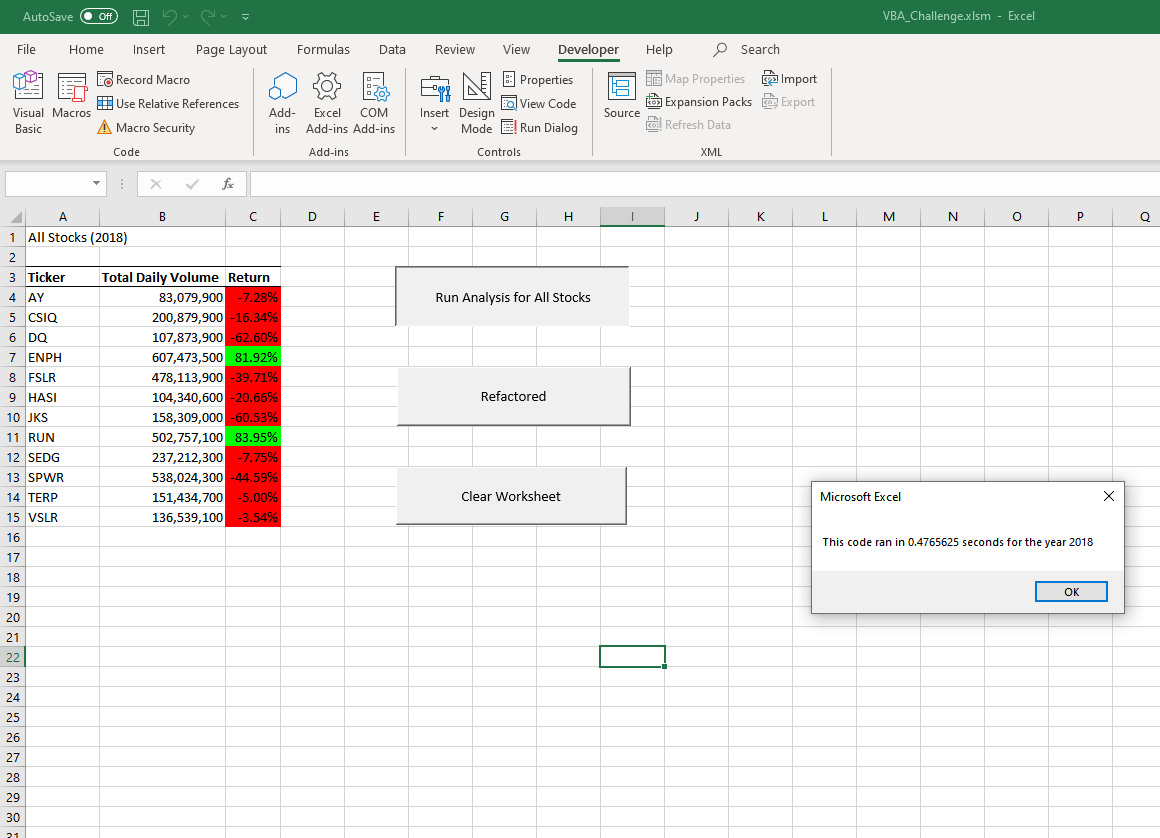 AutoSave Off VBA_Challenge.xlsm - Excel
File Home Insert Page Layout Formulas Data Review View Developer Help Search
Visual Basic
Macros
Record Macro
Use Relative References
Macro Security
Code
Add-ins
Excel Add-ins
COM Add-ins
Add-ins
Insert
Design Mode
Properties
View Code
Run Dialog
Controls
Source
Map Properties
Expansion Packs
Refresh Data
Import
Export
XML
fx
A B C D E F G H I J K L M N O P Q
1 All Stocks (2018)
2
3 Ticker Total Daily Volume Return
4 AY 83,079,900 -7.28%
5 CSIQ 200,879,900 -16.34%
6 DQ 107,873,900 -62.60%
7 ENPH 607,473,500 81.92%
8 FSLR 478,113,900 -39.71%
9 HASI 104,340,600 -20.66%
10 JKS 158,309,000 -60.53%
11 RUN 502,757,100 83.95%
12 SEDG 237,212,300 -7.75%
13 SPWR 538,024,300 -44.59%
14 TERP 151,434,700 -5.00%
15 VSLR 136,539,100 -3.54%
16
17
18
19
20
21
22
23
24
25
26
27
28
29
30
31
Run Analysis for All Stocks
Refactored
Clear Worksheet
Microsoft Excel
This code ran in 0.4765625 seconds for the year 2018
OK